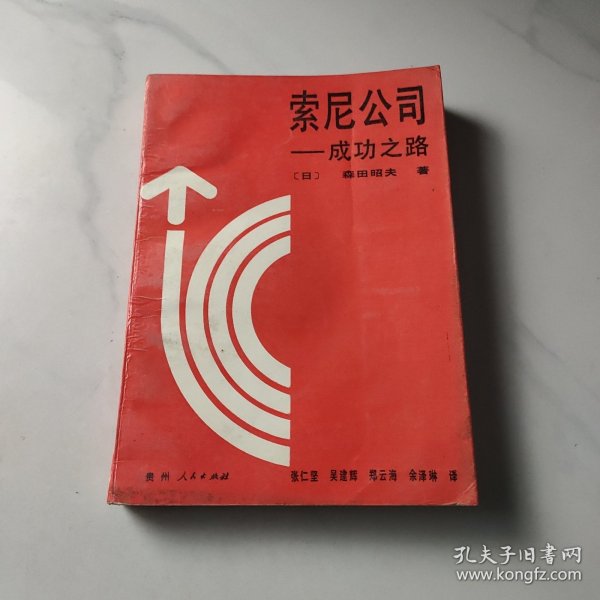 索尼公司
——成功之路
〔日〕 森田昭夫 著
贵州人民出版社
张仁坚 吴建辉 郑云海 余泽琳 译
孔夫子旧书网
www.kongfz.com